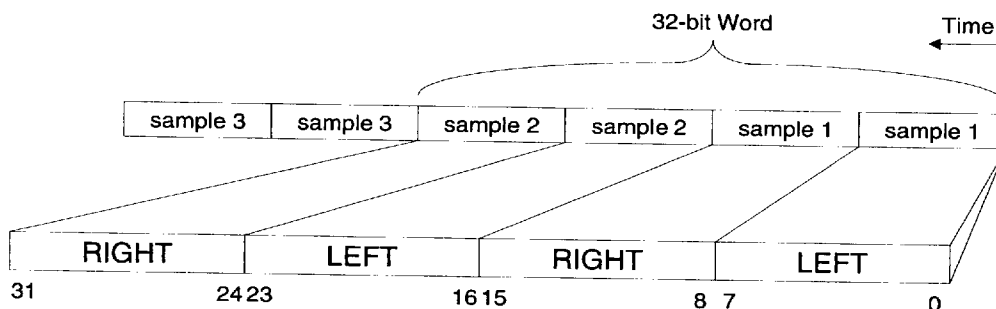 32-bit Word
Time
sample 3 sample 3 sample 2 sample 2 sample 1 sample 1
RIGHT LEFT RIGHT LEFT
31 24 23 16 15 8 7 0